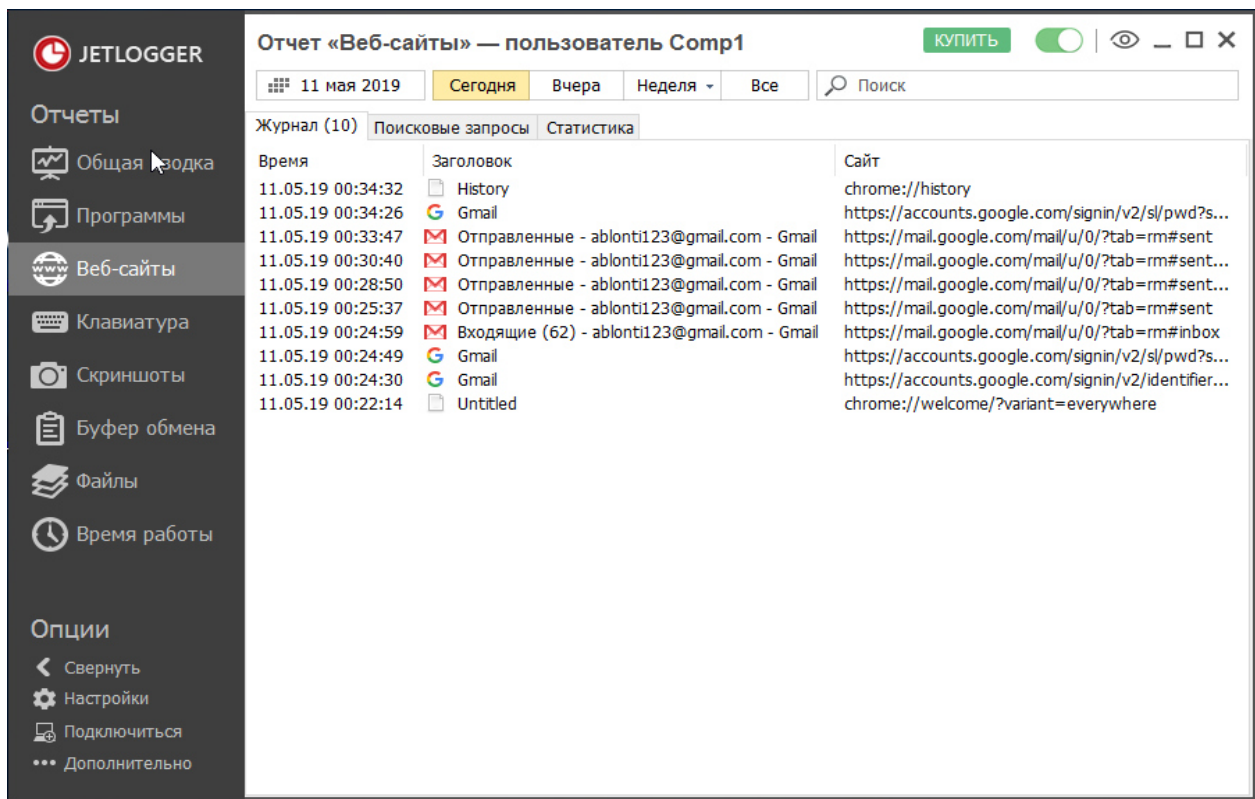 JETLOGGER
Отчеты
Общая сводка
Программы
Веб-сайты
Клавиатура
Скриншоты
Буфер обмена
Файлы
Время работы
Опции
Свернуть
Настройки
Подключиться
Дополнительно
Отчет «Веб-сайты» — пользователь Comp1
КУПИТЬ
11 мая 2019 Сегодня Вчера Неделя Все Поиск
Журнал (10) Поисковые запросы Статистика
Время Заголовок Сайт
11.05.19 00:34:32 History chrome://history
11.05.19 00:34:26 Gmail https://accounts.google.com/signin/v2/sl/pwd?s...
11.05.19 00:33:47 Отправленные - ablonti123@gmail.com - Gmail https://mail.google.com/mail/u/0/?tab=rm#sent
11.05.19 00:30:40 Отправленные - ablonti123@gmail.com - Gmail https://mail.google.com/mail/u/0/?tab=rm#sent...
11.05.19 00:28:50 Отправленные - ablonti123@gmail.com - Gmail https://mail.google.com/mail/u/0/?tab=rm#sent...
11.05.19 00:25:37 Отправленные - ablonti123@gmail.com - Gmail https://mail.google.com/mail/u/0/?tab=rm#sent
11.05.19 00:24:59 Входящие (62) - ablonti123@gmail.com - Gmail https://mail.google.com/mail/u/0/?tab=rm#inbox
11.05.19 00:24:49 Gmail https://accounts.google.com/signin/v2/sl/pwd?s...
11.05.19 00:24:30 Gmail https://accounts.google.com/signin/v2/identifier...
11.05.19 00:22:14 Untitled chrome://welcome/?variant=everywhere